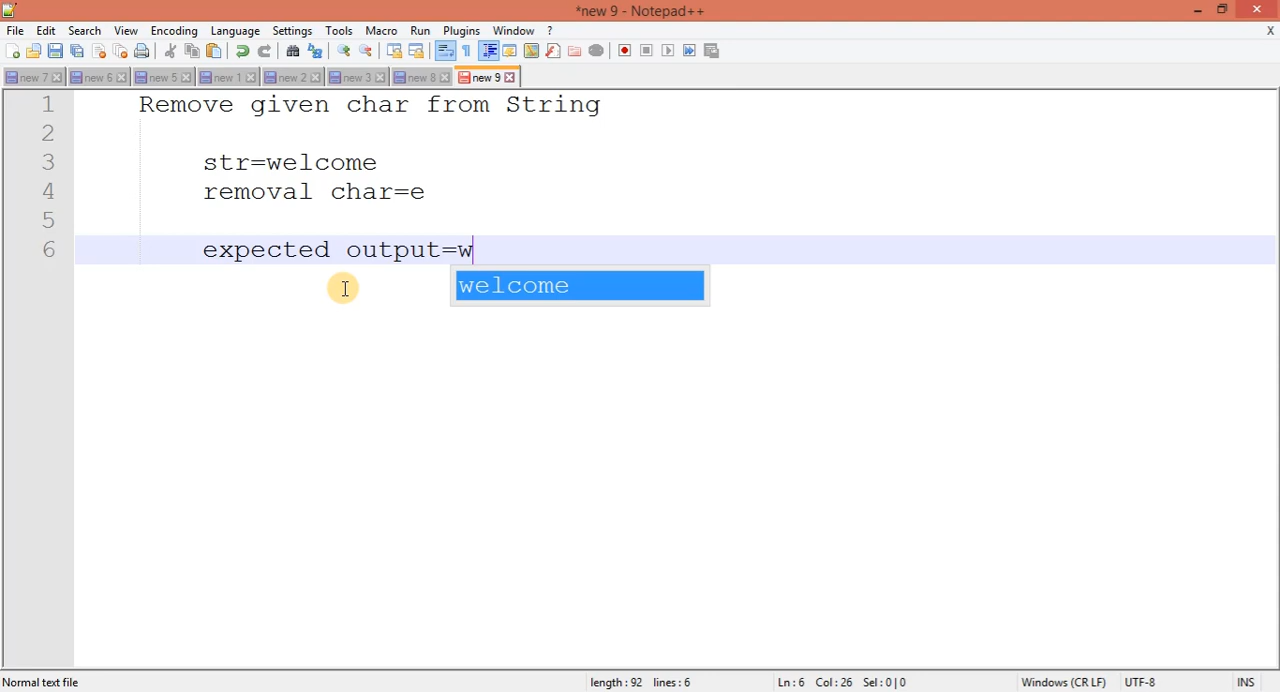 *new 9 - Notepad++
File Edit Search View Encoding Language Settings Tools Macro Run Plugins Window ? X
new 7 new 6 new 5 new 1 new 2 new 3 new 8 new 9
1 Remove given char from String
2
3 str=welcome
4 removal char=e
5
6 expected output=w
welcome
Normal text file length : 92 lines : 6 Ln : 6 Col : 26 Sel : 0 | 0 Windows (CR LF) UTF-8 INS